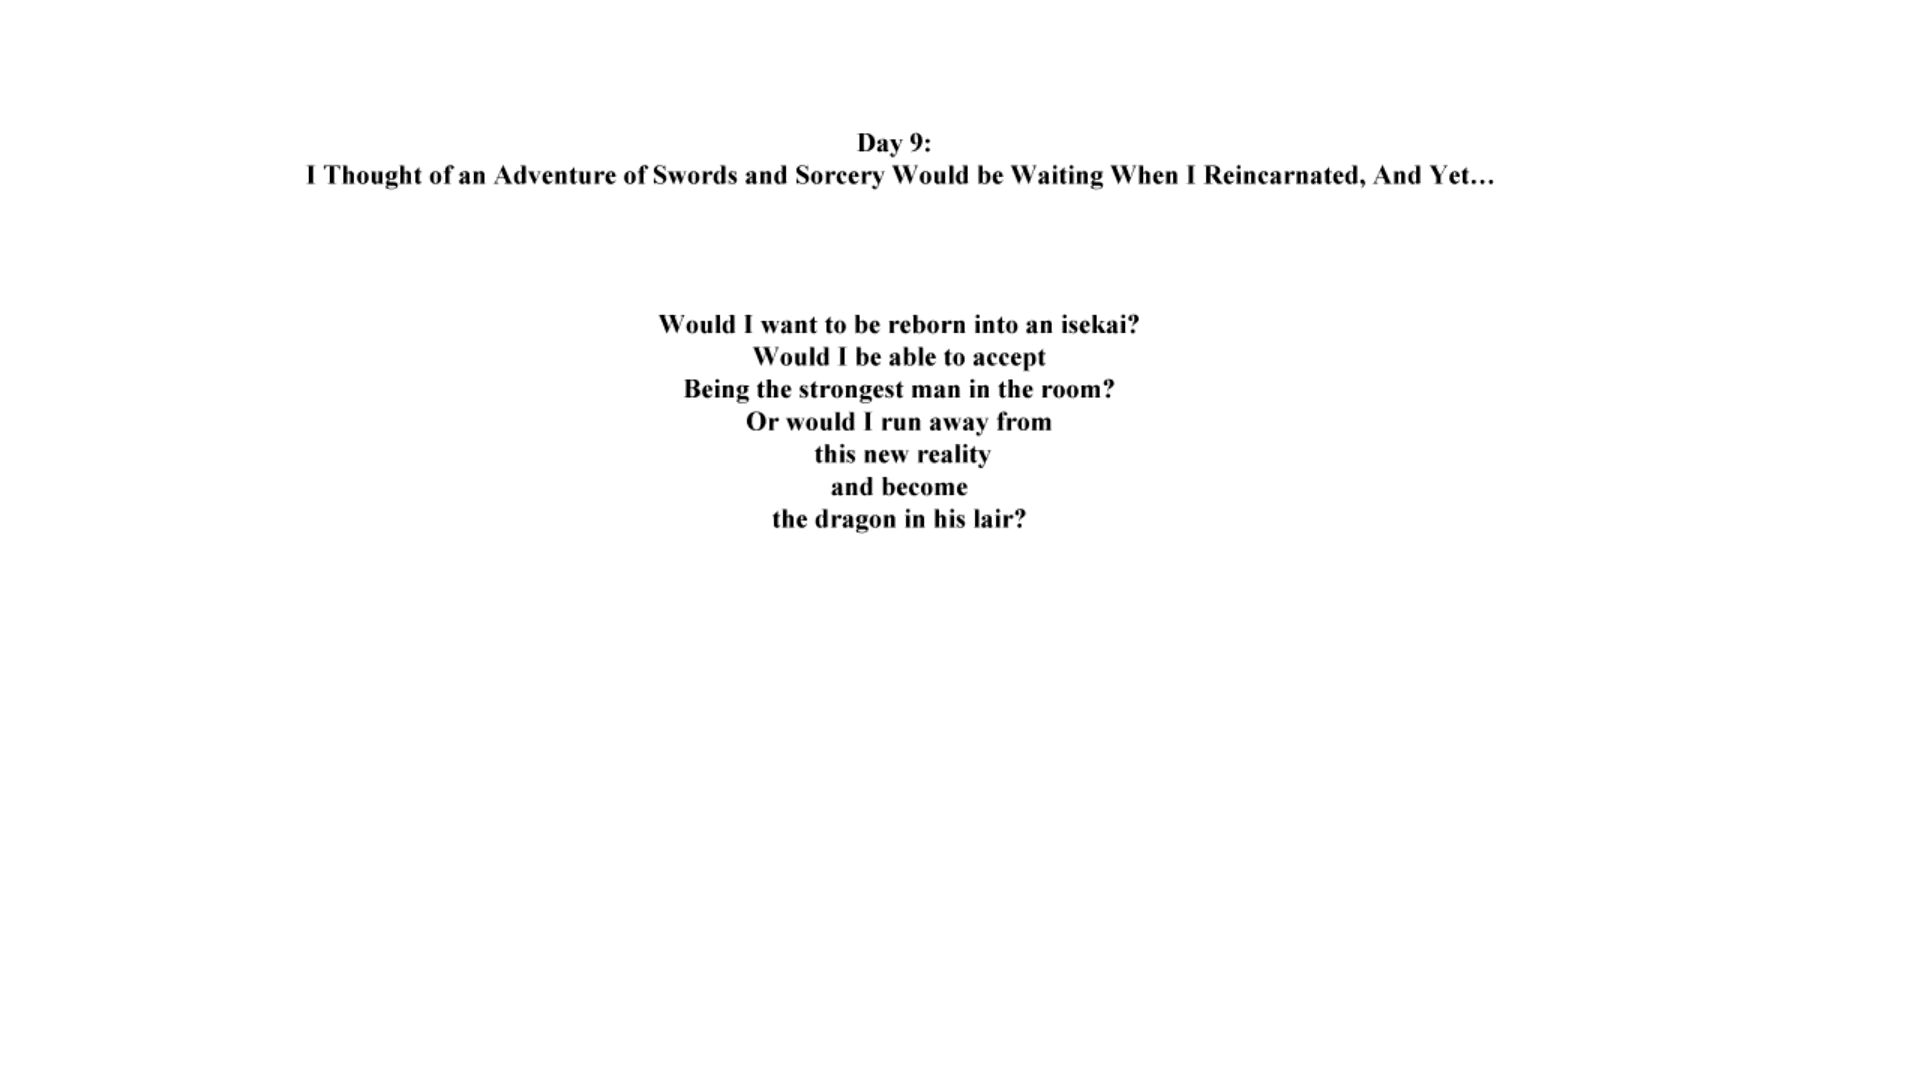 Day 9:
I Thought of an Adventure of Swords and Sorcery Would be Waiting When I Reincarnated, And Yet…
Would I want to be reborn into an isekai?
Would I be able to accept
Being the strongest man in the room?
Or would I run away from
this new reality
and become
the dragon in his lair?